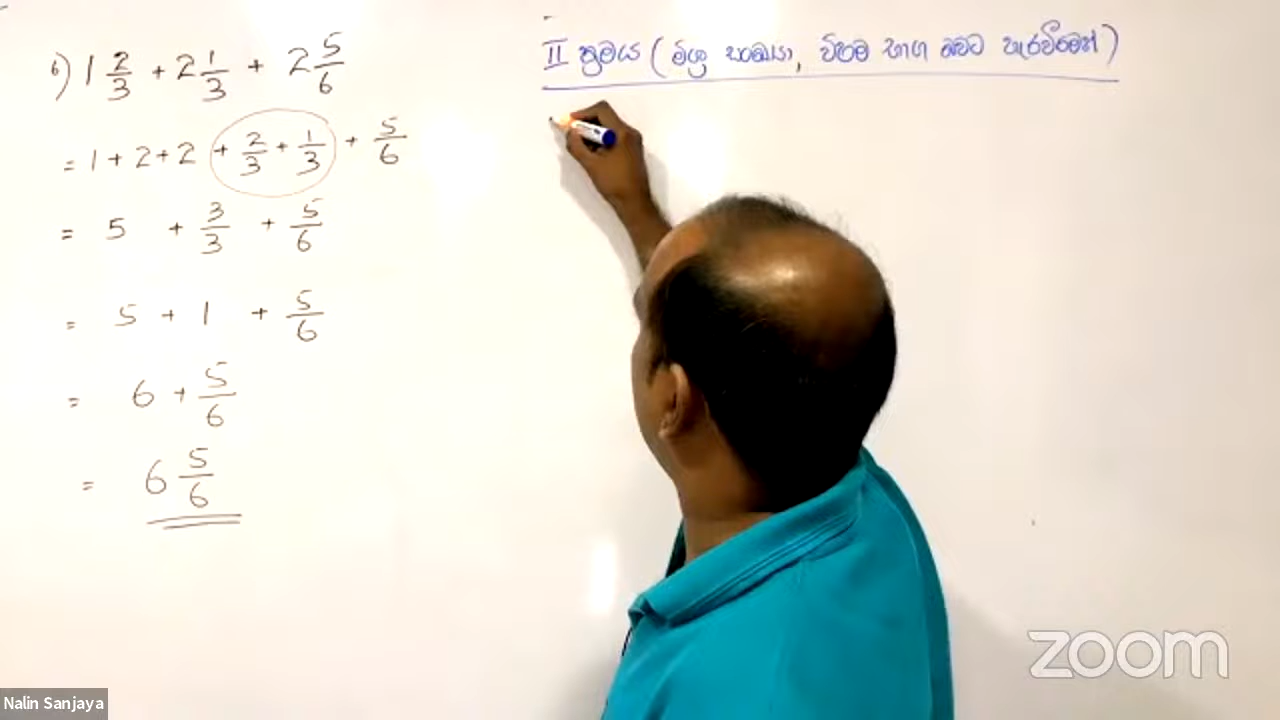 6) 1 2/3 + 2 1/3 + 2 5/6
= 1 + 2 + 2 + 2/3 + 1/3 + 5/6
= 5 + 3/3 + 5/6
= 5 + 1 + 5/6
= 6 + 5/6
= 6 5/6
II ක්‍රමය (මිශ්‍ර සංඛ්‍යා, විෂම භාග බවට හැරවීමෙන්)
zoom
Nalin Sanjaya